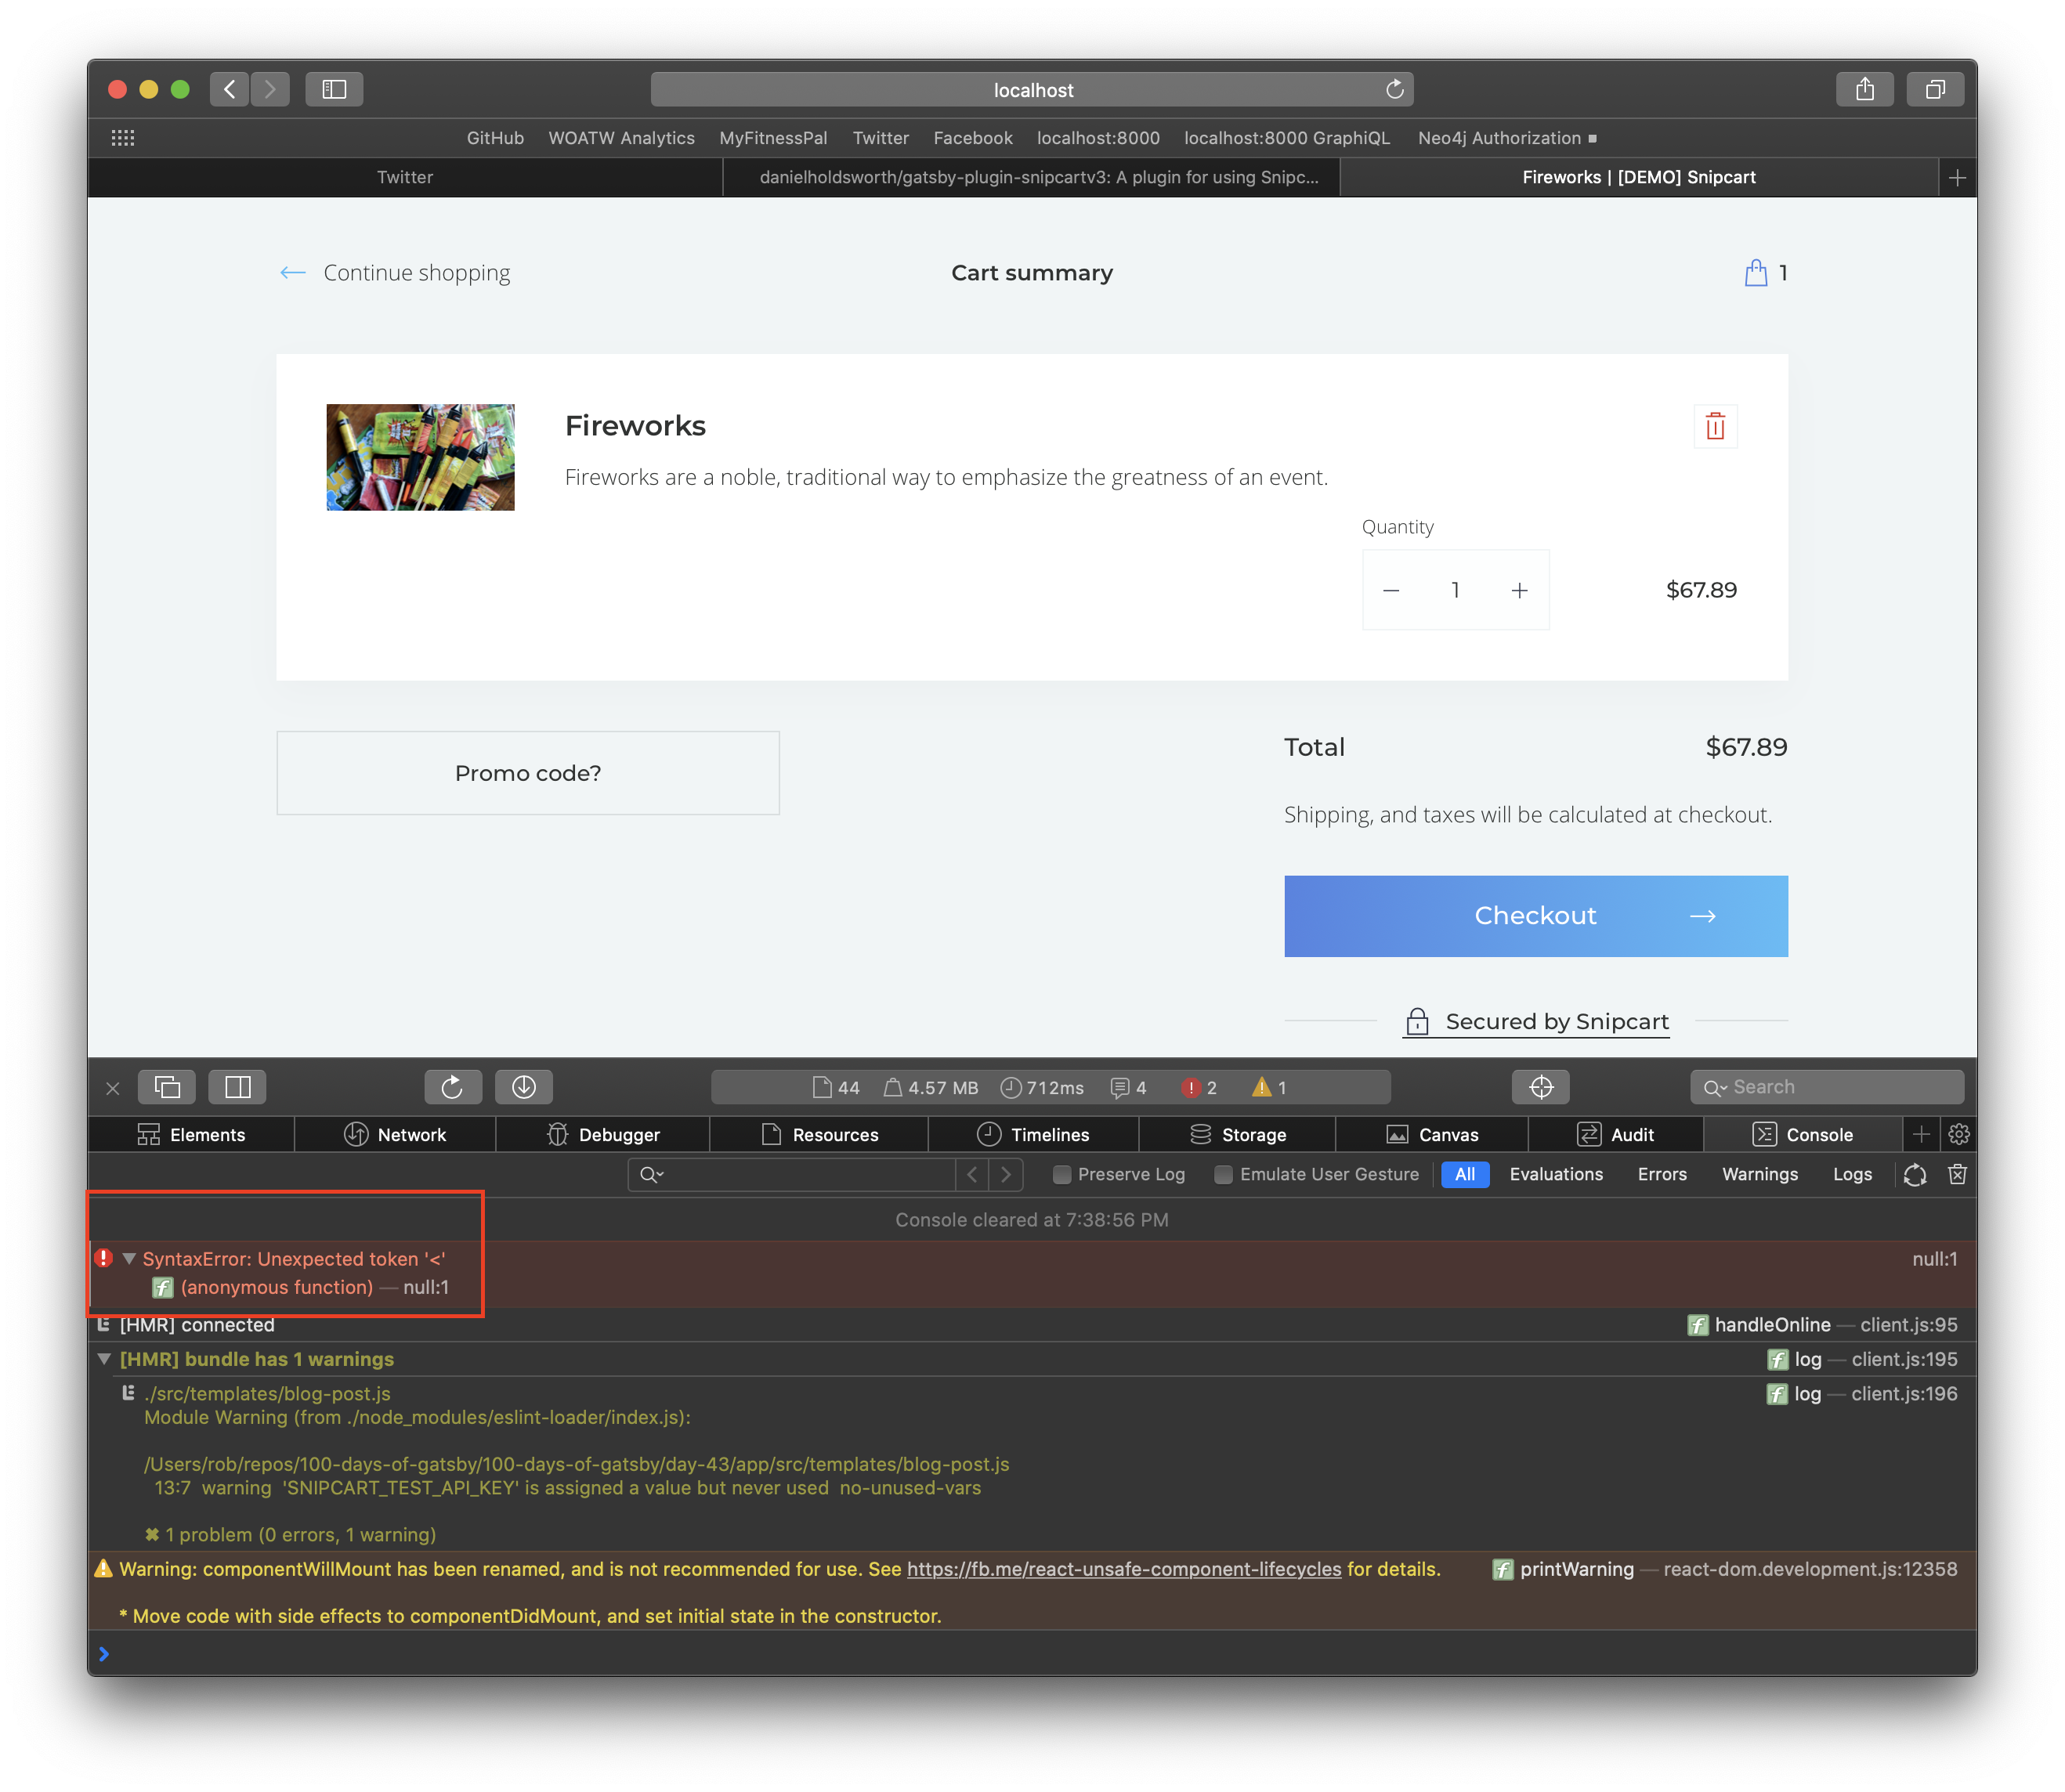 localhost
GitHub WOATW Analytics MyFitnessPal Twitter Facebook localhost:8000 localhost:8000 GraphiQL Neo4j Authorization
Twitter danielholdsworth/gatsby-plugin-snipcartv3: A plugin for using Snipc... Fireworks | [DEMO] Snipcart
Continue shopping Cart summary 1
Fireworks
Fireworks are a noble, traditional way to emphasize the greatness of an event.
Quantity
1 $67.89
Total $67.89
Promo code?
Shipping, and taxes will be calculated at checkout.
Checkout
Secured by Snipcart
44 4.57 MB 712ms 4 2 1 Search
Elements Network Debugger Resources Timelines Storage Canvas Audit Console
Preserve Log Emulate User Gesture All Evaluations Errors Warnings Logs
Console cleared at 7:38:56 PM
SyntaxError: Unexpected token '<' null:1
f (anonymous function) — null:1
[HMR] connected f handleOnline — client.js:95
[HMR] bundle has 1 warnings f log — client.js:195
./src/templates/blog-post.js f log — client.js:196
Module Warning (from ./node_modules/eslint-loader/index.js):
/Users/rob/repos/100-days-of-gatsby/100-days-of-gatsby/day-43/app/src/templates/blog-post.js
13:7 warning 'SNIPCART_TEST_API_KEY' is assigned a value but never used no-unused-vars
✖ 1 problem (0 errors, 1 warning)
Warning: componentWillMount has been renamed, and is not recommended for use. See https://fb.me/react-unsafe-component-lifecycles for details. f printWarning — react-dom.development.js:12358
* Move code with side effects to componentDidMount, and set initial state in the constructor.